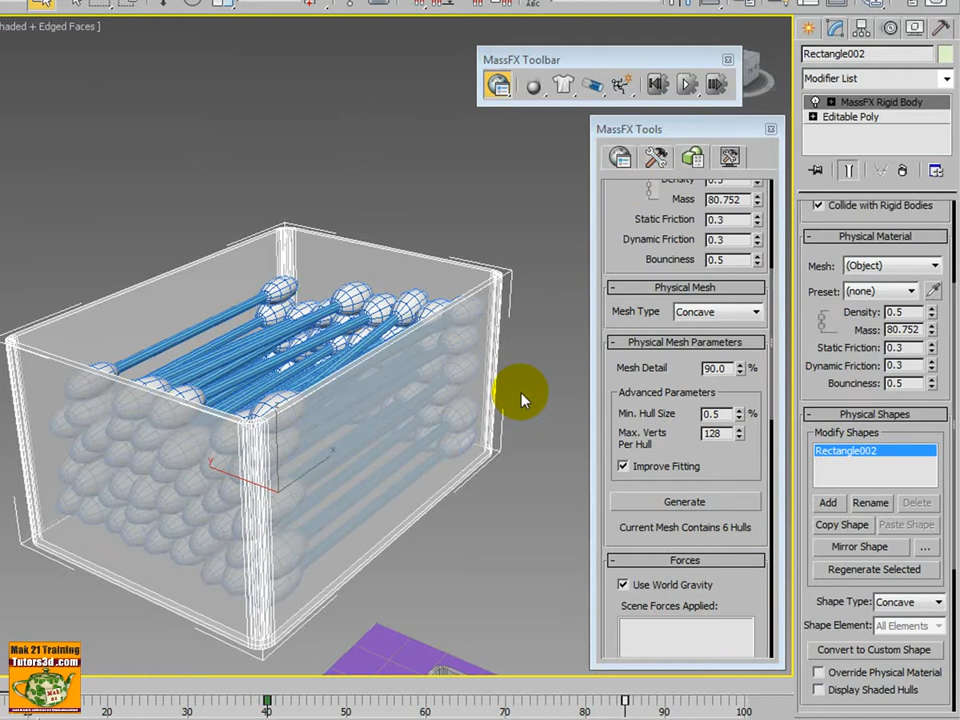 haded + Edged Faces ]
ABC
MassFX Toolbar
MassFX Tools
Density
0.5
Mass
80.752
Static Friction
0.3
Dynamic Friction
0.3
Bounciness
0.5
- Physical Mesh
Mesh Type
Concave
- Physical Mesh Parameters
Mesh Detail
90.0
%
Advanced Parameters
Min. Hull Size
0.5
%
Max. Verts
Per Hull
128
Improve Fitting
Generate
Current Mesh Contains 6 Hulls
- Forces
Use World Gravity
Scene Forces Applied:
Rectangle002
Modifier List
MassFX Rigid Body
Editable Poly
Collide with Rigid Bodies
- Physical Material
Mesh: (Object)
Preset: (none)
Density: 0.5
Mass: 80.752
Static Friction: 0.3
Dynamic Friction: 0.3
Bounciness: 0.5
- Physical Shapes
Modify Shapes
Rectangle002
Add Rename Delete
Copy Shape Paste Shape
Mirror Shape ...
Regenerate Selected
Shape Type: Concave
Shape Element: All Elements
Convert to Custom Shape
Override Physical Material
Display Shaded Hulls
Y
x
Mak 21 Training
Tutors3d .com
20 30 40 50 60 70 80 90 100